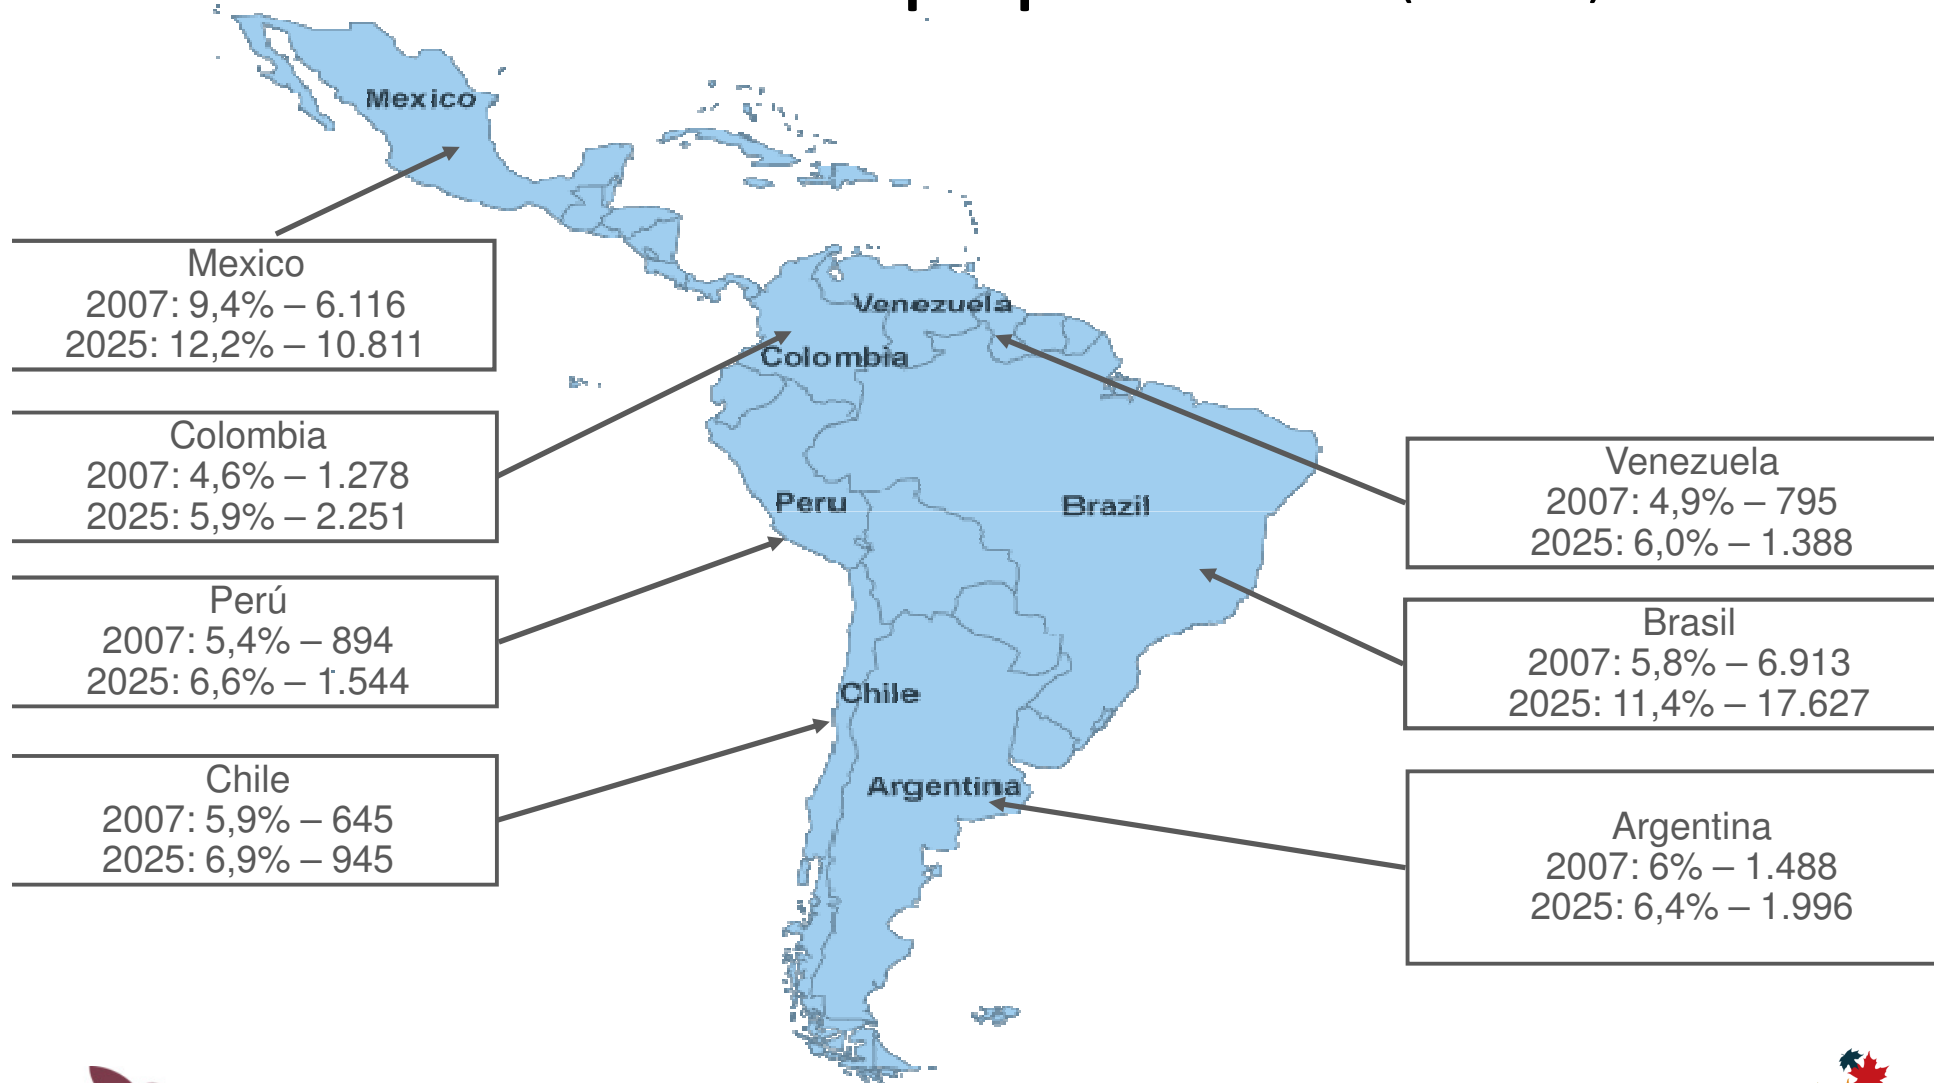 Mexico
Mexico
2007: 9,4% – 6.116
2025: 12,2% – 10.811
Venezuela
Colombia
Colombia
2007: 4,6% – 1.278
2025: 5,9% – 2.251
Venezuela
2007: 4,9% – 795
2025: 6,0% – 1.388
Peru
Brazil
Perú
2007: 5,4% – 894
2025: 6,6% – 1.544
Brasil
2007: 5,8% – 6.913
2025: 11,4% – 17.627
Chile
Chile
2007: 5,9% – 645
2025: 6,9% – 945
Argentina
Argentina
2007: 6% – 1.488
2025: 6,4% – 1.996